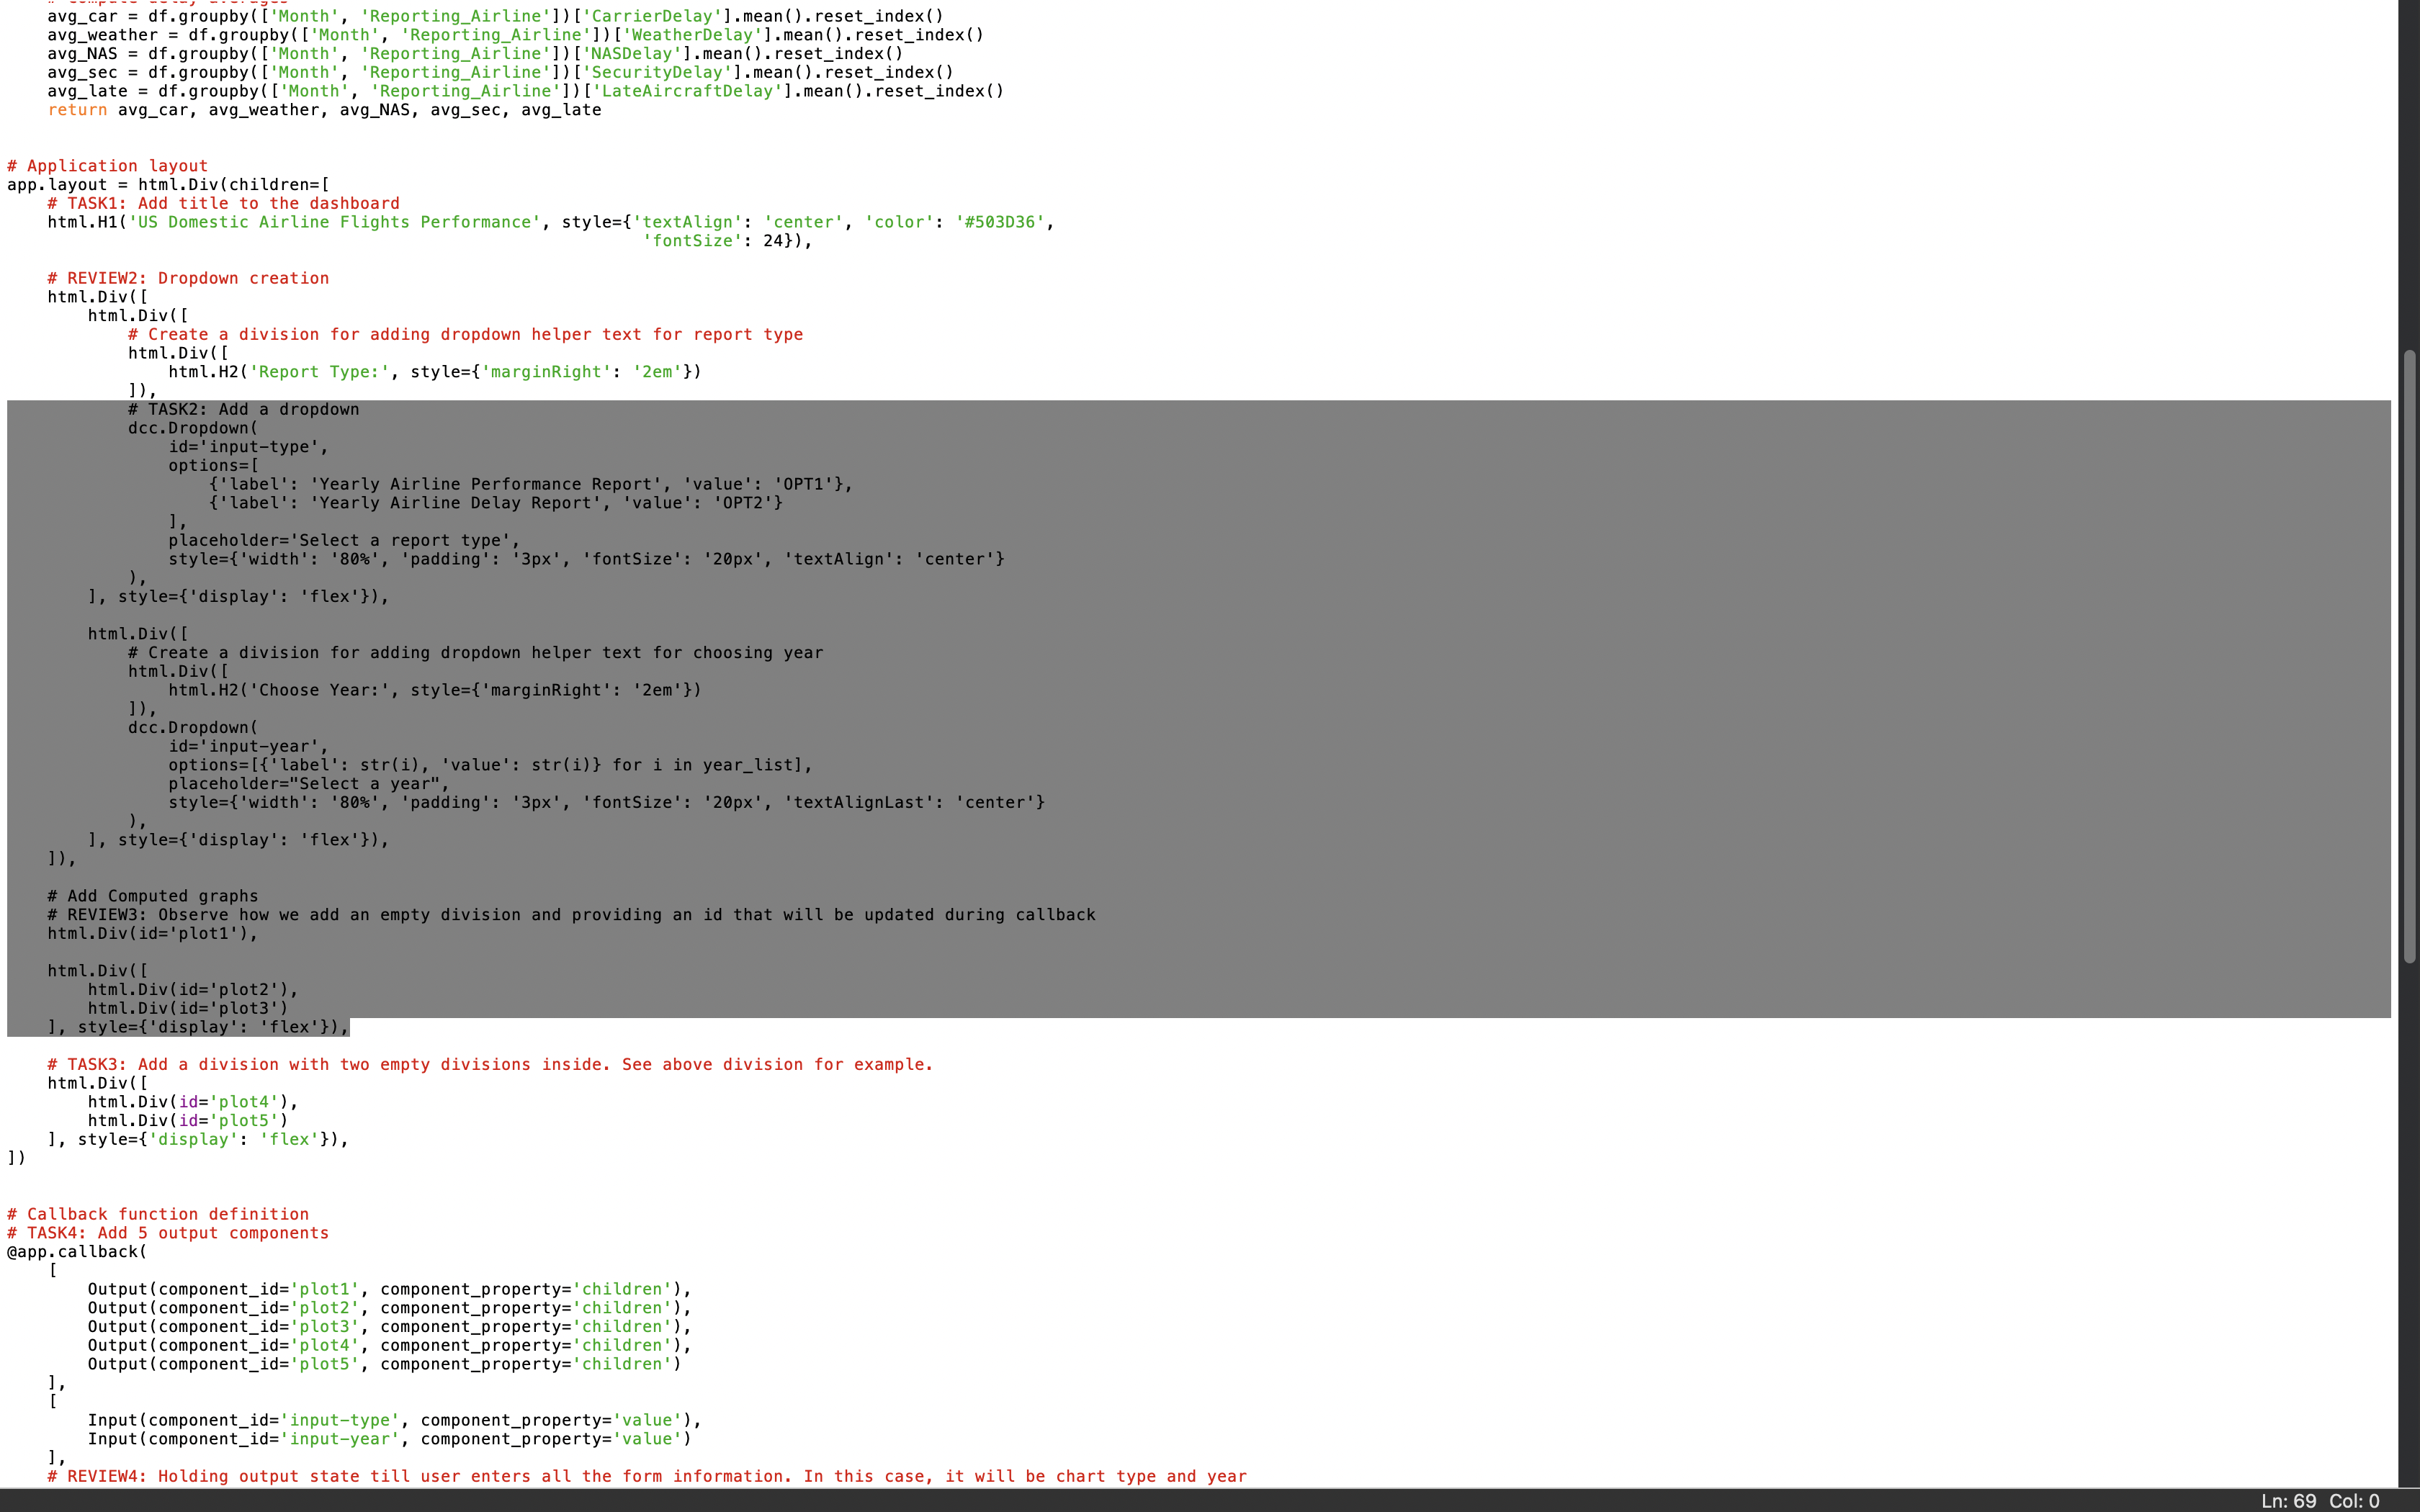 # Compute delay averages
    avg_car = df.groupby(['Month', 'Reporting_Airline'])['CarrierDelay'].mean().reset_index()
    avg_weather = df.groupby(['Month', 'Reporting_Airline'])['WeatherDelay'].mean().reset_index()
    avg_NAS = df.groupby(['Month', 'Reporting_Airline'])['NASDelay'].mean().reset_index()
    avg_sec = df.groupby(['Month', 'Reporting_Airline'])['SecurityDelay'].mean().reset_index()
    avg_late = df.groupby(['Month', 'Reporting_Airline'])['LateAircraftDelay'].mean().reset_index()
    return avg_car, avg_weather, avg_NAS, avg_sec, avg_late
# Application layout
app.layout = html.Div(children=[
    # TASK1: Add title to the dashboard
    html.H1('US Domestic Airline Flights Performance', style={'textAlign': 'center', 'color': '#503D36',
                                                               'fontSize': 24}),
    # REVIEW2: Dropdown creation
    html.Div([
        html.Div([
            # Create a division for adding dropdown helper text for report type
            html.Div([
                html.H2('Report Type:', style={'marginRight': '2em'})
            ]),
            # TASK2: Add a dropdown
            dcc.Dropdown(
                id='input-type',
                options=[
                    {'label': 'Yearly Airline Performance Report', 'value': 'OPT1'},
                    {'label': 'Yearly Airline Delay Report', 'value': 'OPT2'}
                ],
                placeholder='Select a report type',
                style={'width': '80%', 'padding': '3px', 'fontSize': '20px', 'textAlign': 'center'}
            ),
        ], style={'display': 'flex'}),
        html.Div([
            # Create a division for adding dropdown helper text for choosing year
            html.Div([
                html.H2('Choose Year:', style={'marginRight': '2em'})
            ]),
            dcc.Dropdown(
                id='input-year',
                options=[{'label': str(i), 'value': str(i)} for i in year_list],
                placeholder="Select a year",
                style={'width': '80%', 'padding': '3px', 'fontSize': '20px', 'textAlignLast': 'center'}
            ),
        ], style={'display': 'flex'}),
    ]),
    # Add Computed graphs
    # REVIEW3: Observe how we add an empty division and providing an id that will be updated during callback
    html.Div(id='plot1'),
    html.Div([
        html.Div(id='plot2'),
        html.Div(id='plot3')
    ], style={'display': 'flex'}),
    # TASK3: Add a division with two empty divisions inside. See above division for example.
    html.Div([
        html.Div(id='plot4'),
        html.Div(id='plot5')
    ], style={'display': 'flex'}),
])
# Callback function definition
# TASK4: Add 5 output components
@app.callback(
    [
        Output(component_id='plot1', component_property='children'),
        Output(component_id='plot2', component_property='children'),
        Output(component_id='plot3', component_property='children'),
        Output(component_id='plot4', component_property='children'),
        Output(component_id='plot5', component_property='children')
    ],
    [
        Input(component_id='input-type', component_property='value'),
        Input(component_id='input-year', component_property='value')
    ],
    # REVIEW4: Holding output state till user enters all the form information. In this case, it will be chart type and year
Ln: 69 Col: 0